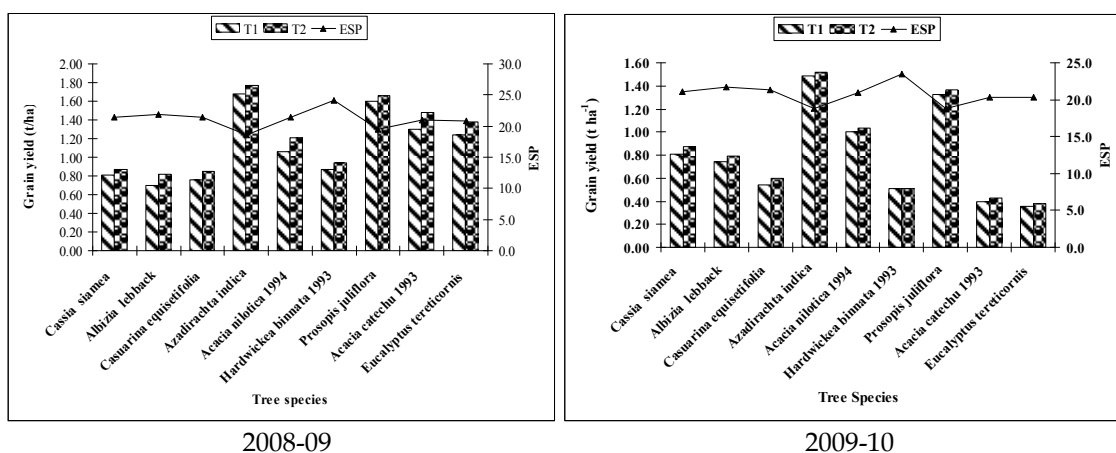 T1 T2 ESP
Grain yield (t/ha)
2.00
1.80
1.60
1.40
1.20
1.00
0.80
0.60
0.40
0.20
0.00
30.0
25.0
20.0
15.0
10.0
5.0
0.0
ESP
Cassia siamea
Albizia lebback
Casuarina equisetifolia
Azadirachta indica
Acacia nilotica 1994
Hardwickea binnata 1993
Prosopis juliflora
Acacia catechu 1993
Eucalyptus tercticornis
Tree species
2008-09
T1 T2 ESP
Grain yield (t ha-1)
1.60
1.40
1.20
1.00
0.80
0.60
0.40
0.20
0.00
25.0
20.0
15.0
10.0
5.0
0.0
ESP
Cassia siamea
Albizia lebback
Casuarina equisetifolia
Azadirachta indica
Acacia nilotica 1994
Hardwickea binnata 1993
Prosopis juliflora
Acacia catechu 1993
Eucalyptus tercticornis
Tree Species
2009-10